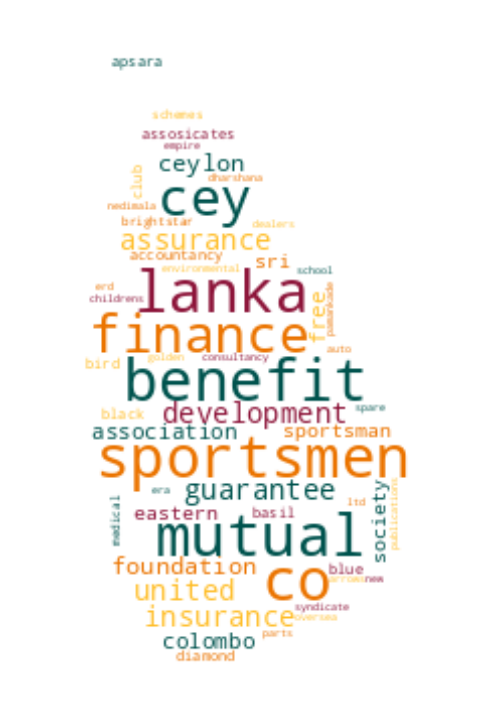 apsara
schemes
assosicates
empire
ceylon
club
dharshana
cey
nedimala
brightstar
dealers
assurance
accountancy
sri
environmental
school
lanka
erd
childrens
free
pamankade
finance
auto
bird
golden
consultancy
benefit
development
spare
black
association
sportsman
sportsmen
era
guarantee
society
publications
medical
eastern
basil
ltd
mutual
foundation
co
blue
arrows
new
united
insurance
syndicate
oversea
colombo
parts
diamond